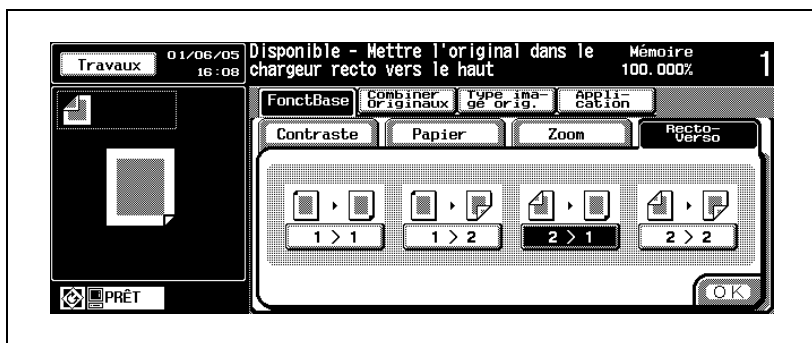 Travaux
01/06/05
16:08
Disponible - Mettre l'original dans le
chargeur recto vers le haut
Mémoire
100.000%
1
FonctBase
Combiner
Originaux
Type ima-
ge orig.
Appli-
cation
Contraste
Papier
Zoom
Recto-
Verso
1 > 1
1 > 2
2 > 1
2 > 2
PRÊT
OK